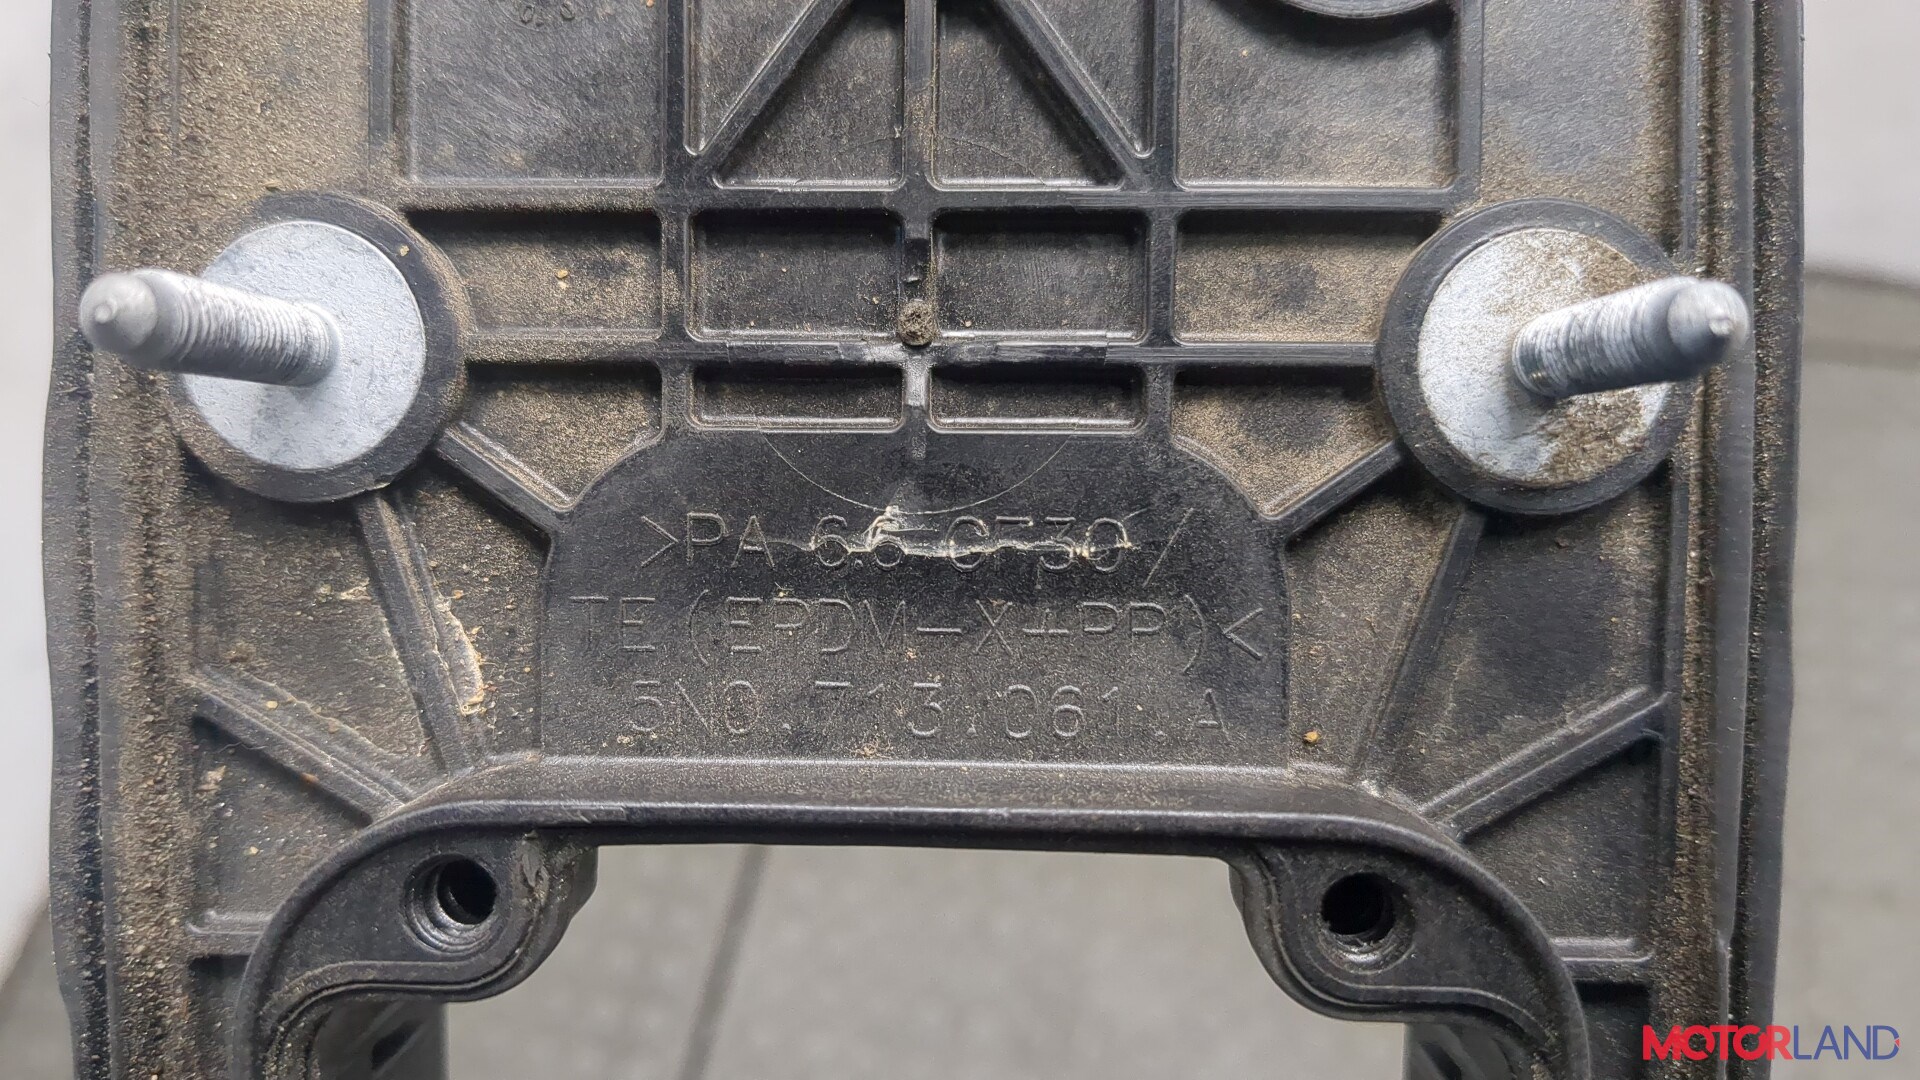 >PA 6.6-GF30/
TE(EPDM-X+PP)<
5N0.713.061.A
MOTORLAND